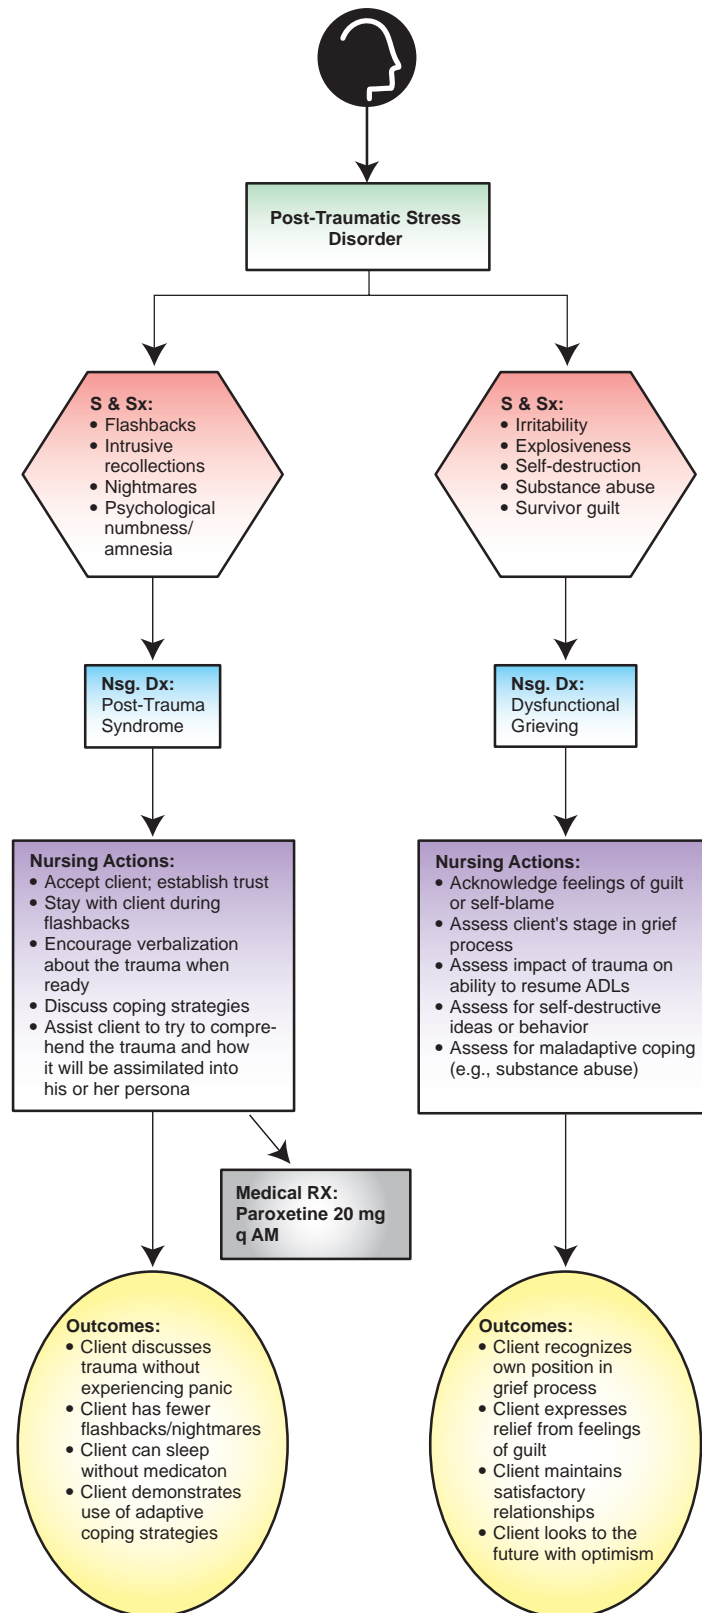 Post-Traumatic Stress
Disorder
S & Sx:
• Flashbacks
• Intrusive
recollections
• Nightmares
• Psychological
numbness/
amnesia
S & Sx:
• Irritability
• Explosiveness
• Self-destruction
• Substance abuse
• Survivor guilt
Nsg. Dx:
Post-Trauma
Syndrome
Nsg. Dx:
Dysfunctional
Grieving
Nursing Actions:
• Accept client; establish trust
• Stay with client during
flashbacks
• Encourage verbalization
about the trauma when
ready
• Discuss coping strategies
• Assist client to try to compre-
hend the trauma and how
it will be assimilated into
his or her persona
Nursing Actions:
• Acknowledge feelings of guilt
or self-blame
• Assess client's stage in grief
process
• Assess impact of trauma on
ability to resume ADLs
• Assess for self-destructive
ideas or behavior
• Assess for maladaptive coping
(e.g., substance abuse)
Medical RX:
Paroxetine 20 mg
q AM
Outcomes:
• Client discusses
trauma without
experiencing panic
• Client has fewer
flashbacks/nightmares
• Client can sleep
without medicaton
• Client demonstrates
use of adaptive
coping strategies
Outcomes:
• Client recognizes
own position in
grief process
• Client expresses
relief from feelings
of guilt
• Client maintains
satisfactory
relationships
• Client looks to the
future with optimism